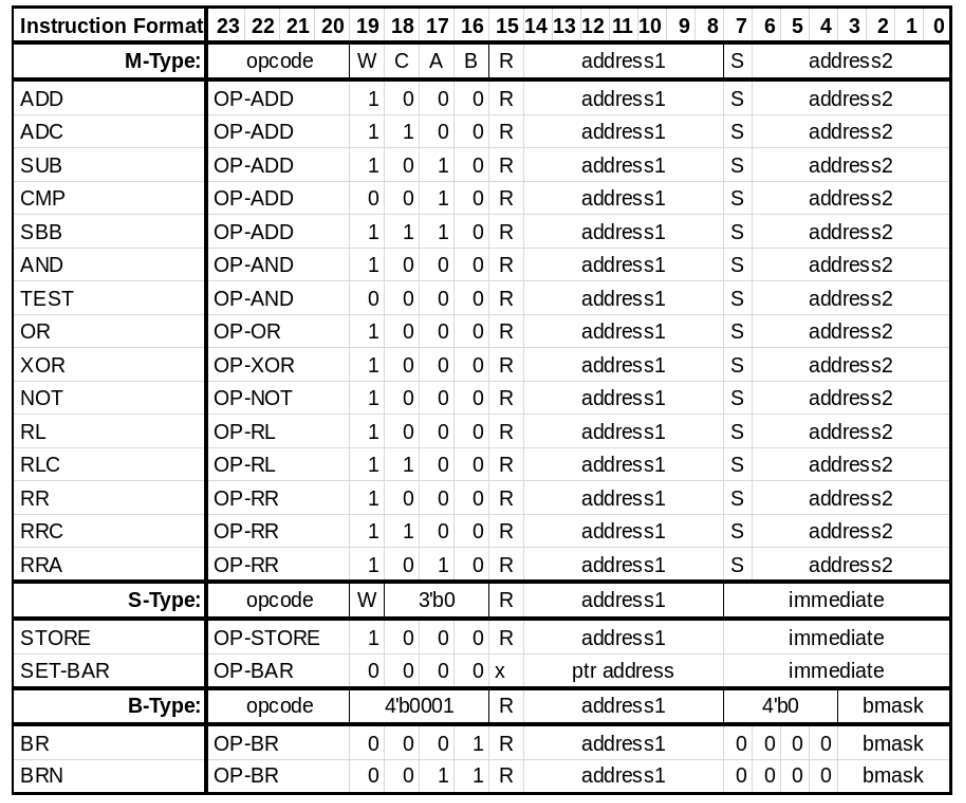 Instruction Format 23 22 21 20 19 18 17 16 15 14 13 12 11 10 9 8 7 6 5 4 3 2 1 0
M-Type: opcode W C A B R address1 S address2
ADD OP-ADD 1 0 0 0 R address1 S address2
ADC OP-ADD 1 1 0 0 R address1 S address2
SUB OP-ADD 1 0 1 0 R address1 S address2
CMP OP-ADD 0 0 1 0 R address1 S address2
SBB OP-ADD 1 1 1 0 R address1 S address2
AND OP-AND 1 0 0 0 R address1 S address2
TEST OP-AND 0 0 0 0 R address1 S address2
OR OP-OR 1 0 0 0 R address1 S address2
XOR OP-XOR 1 0 0 0 R address1 S address2
NOT OP-NOT 1 0 0 0 R address1 S address2
RL OP-RL 1 0 0 0 R address1 S address2
RLC OP-RL 1 1 0 0 R address1 S address2
RR OP-RR 1 0 0 0 R address1 S address2
RRC OP-RR 1 1 0 0 R address1 S address2
RRA OP-RR 1 0 1 0 R address1 S address2
S-Type: opcode W 3'b0 R address1 immediate
STORE OP-STORE 1 0 0 0 R address1 immediate
SET-BAR OP-BAR 0 0 0 0 x ptr address immediate
B-Type: opcode 4'b0001 R address1 4'b0 bmask
BR OP-BR 0 0 0 1 R address1 0 0 0 0 bmask
BRN OP-BR 0 0 1 1 R address1 0 0 0 0 bmask